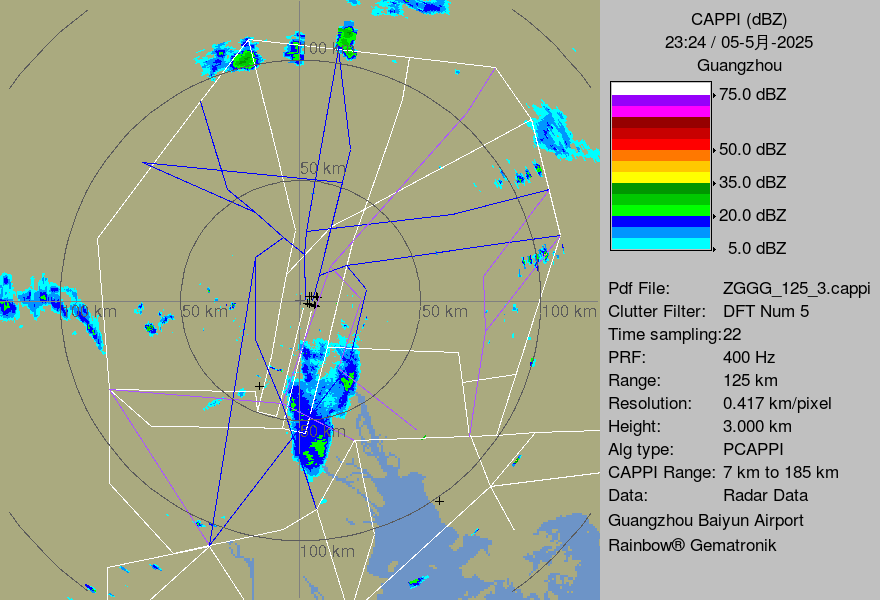 CAPPI (dBZ)
23:24 / 05-5月-2025
Guangzhou
75.0 dBZ
50.0 dBZ
35.0 dBZ
20.0 dBZ
5.0 dBZ
Pdf File: ZGGG_125_3.cappi
Clutter Filter: DFT Num 5
Time sampling:22
PRF: 400 Hz
Range: 125 km
Resolution: 0.417 km/pixel
Height: 3.000 km
Alg type: PCAPPI
CAPPI Range: 7 km to 185 km
Data: Radar Data
Guangzhou Baiyun Airport
Rainbow® Gematronik
100 km
50 km
100 km
50 km
50 km
100 km
50 km
100 km